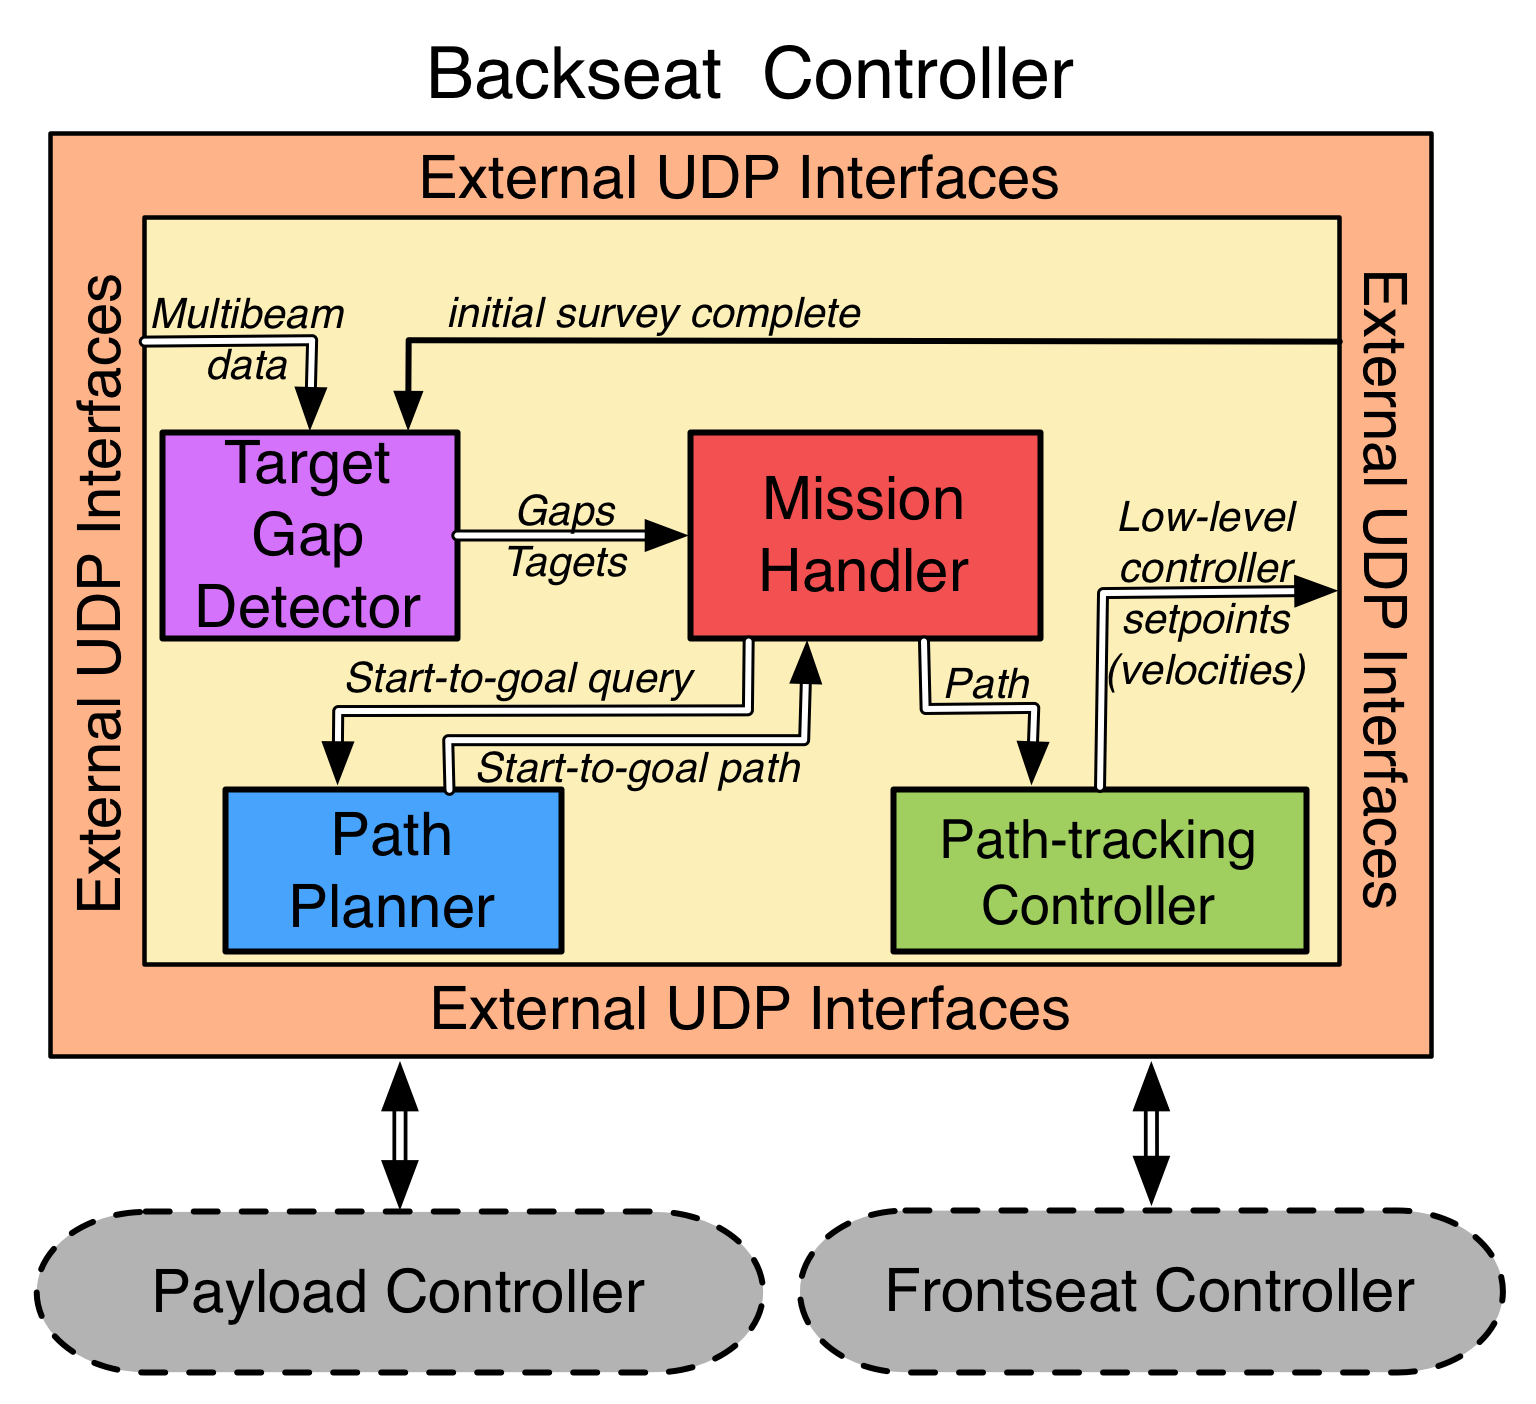 Backseat Controller
External UDP Interfaces
External UDP Interfaces
External UDP Interfaces
Multibeam
data
initial survey complete
Target
Gap
Detector
Gaps
Tagets
Mission
Handler
Low-level
controller
setpoints
(velocities)
Start-to-goal query
Path
Start-to-goal path
Path
Planner
Path-tracking
Controller
External UDP Interfaces
Payload Controller
Frontseat Controller